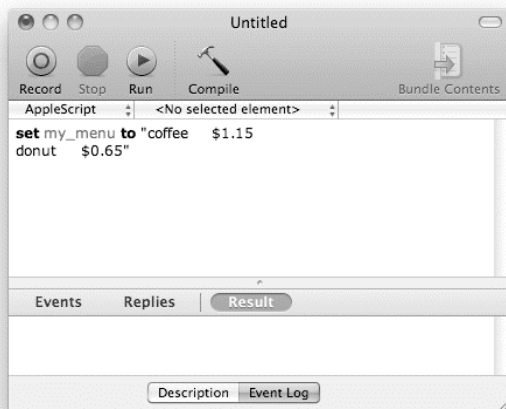 Untitled
Record Stop Run Compile Bundle Contents
AppleScript <No selected element>
set my_menu to "coffee $1.15
donut $0.65"
Events Replies Result
Description Event Log